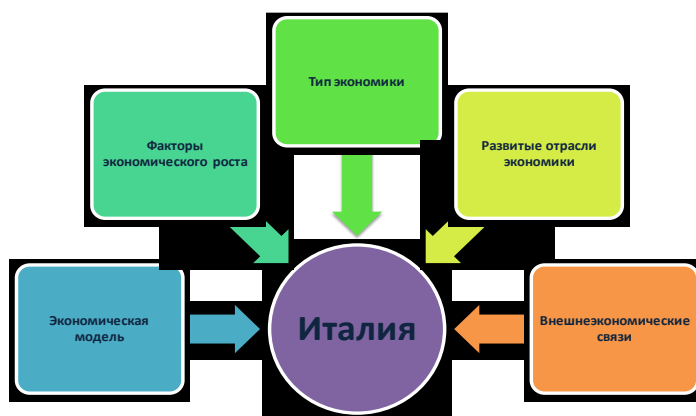 Тип экономики
Факторы
экономического роста
Развитые отрасли
экономики
Экономическая
модель
Италия
Внешнеэкономические
связи